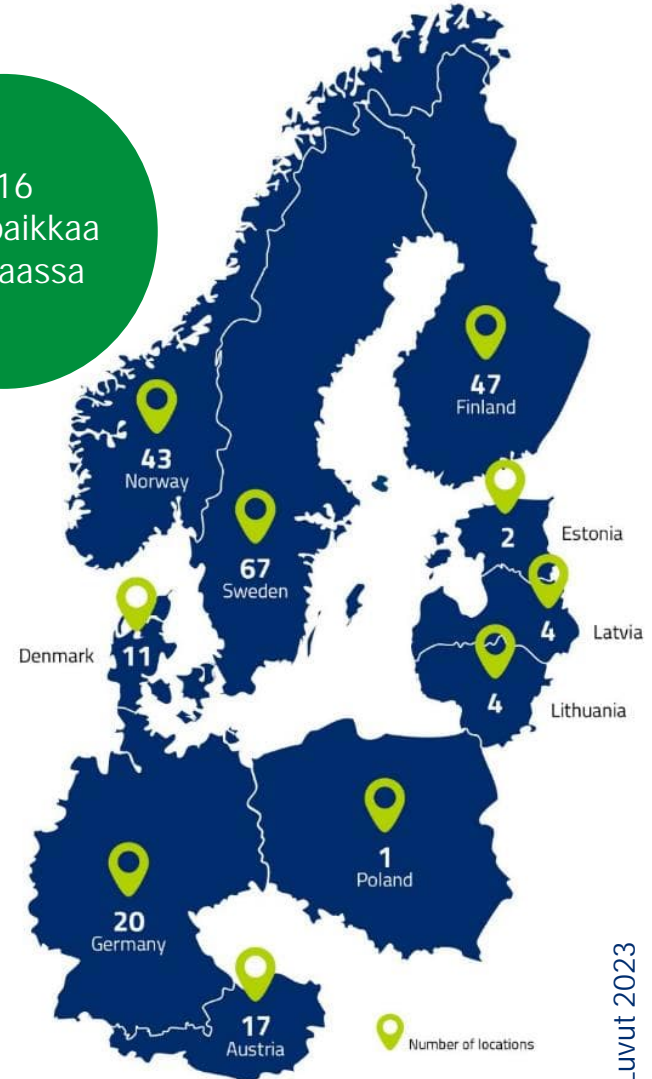 16
paikkaa
aassa
47
Finland
43
Norway
67
Sweden
2
Estonia
4
Latvia
4
Lithuania
Denmark
11
1
Poland
20
Germany
17
Austria
Number of locations
Luvut 2023